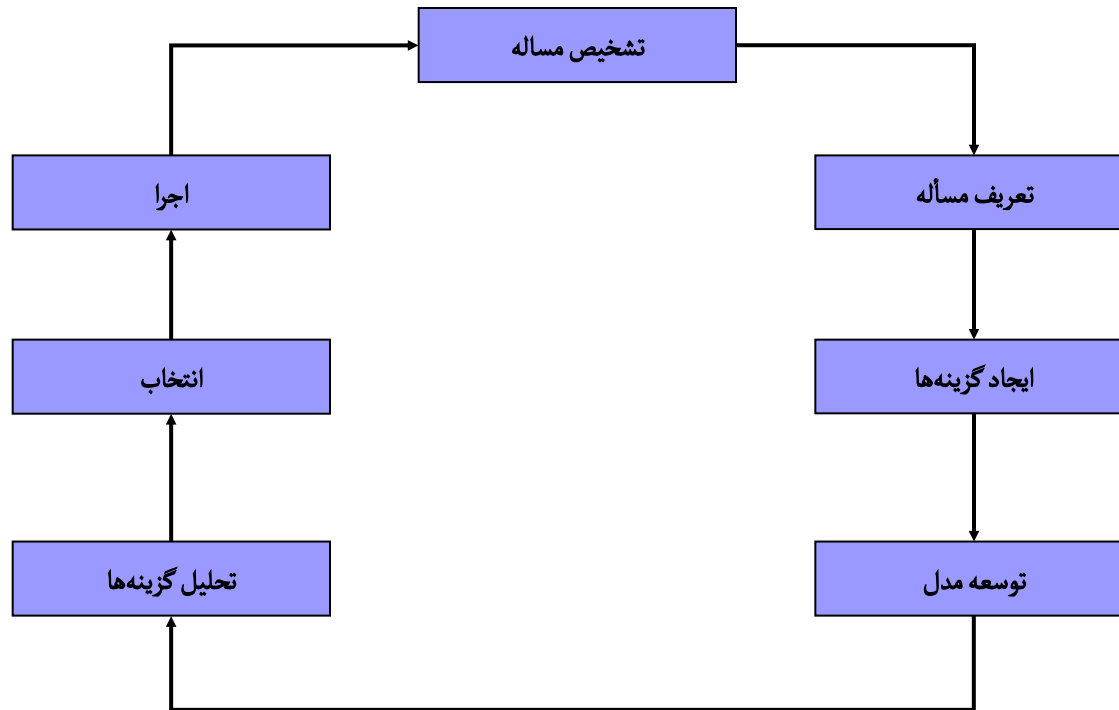 تشخیص مساله
تعریف مسأله
ایجاد گزینه‌ها
توسعه مدل
تحلیل گزینه‌ها
انتخاب
اجرا